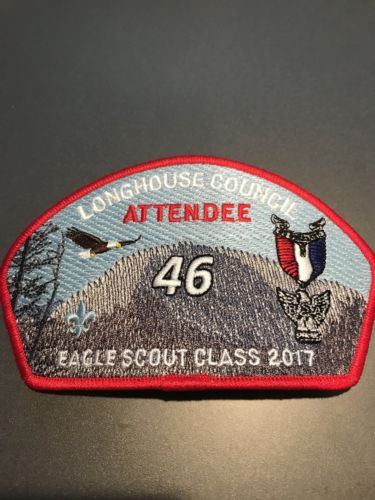 LONGHOUSE COUNCIL
ATTENDEE
46
EAGLE SCOUT CLASS 2017